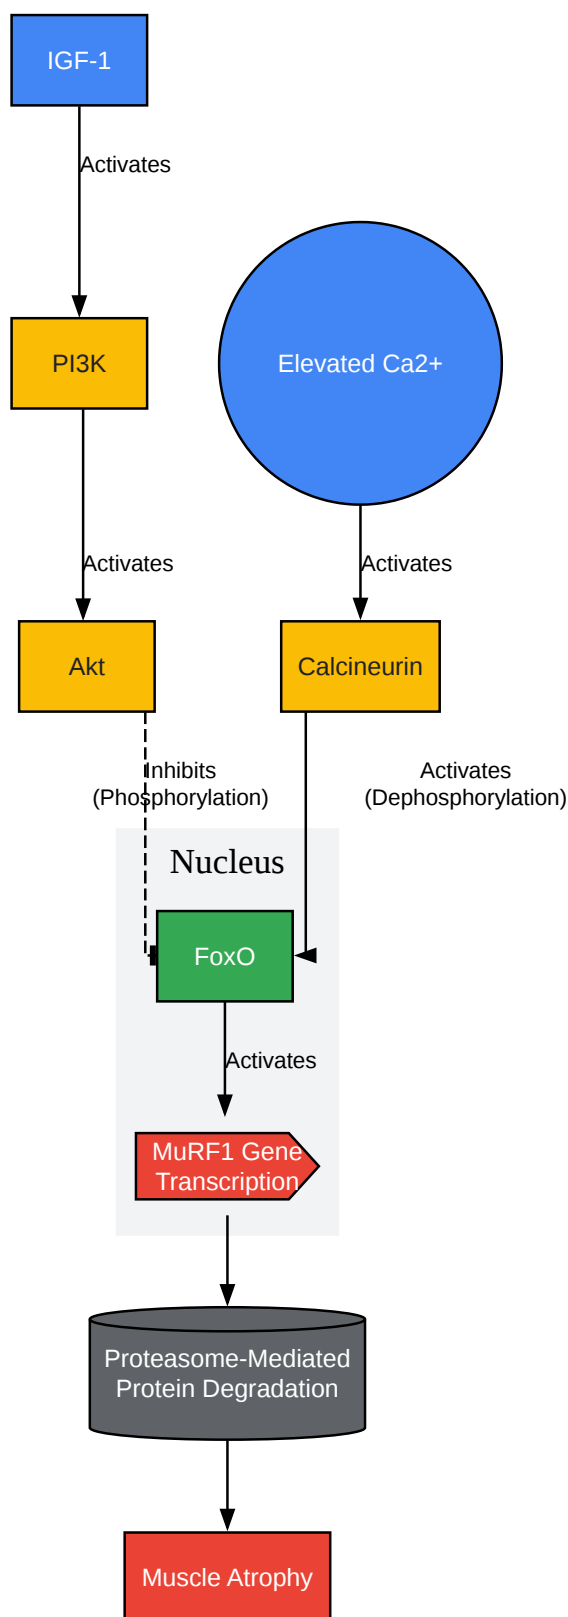 IGF-1
Activates
PI3K
Elevated Ca2+
Activates
Activates
Akt
Calcineurin
Inhibits
(Phosphorylation)
Activates
(Dephosphorylation)
Nucleus
FoxO
Activates
MuRF1 Gene
Transcription
Proteasome-Mediated
Protein Degradation
Muscle Atrophy